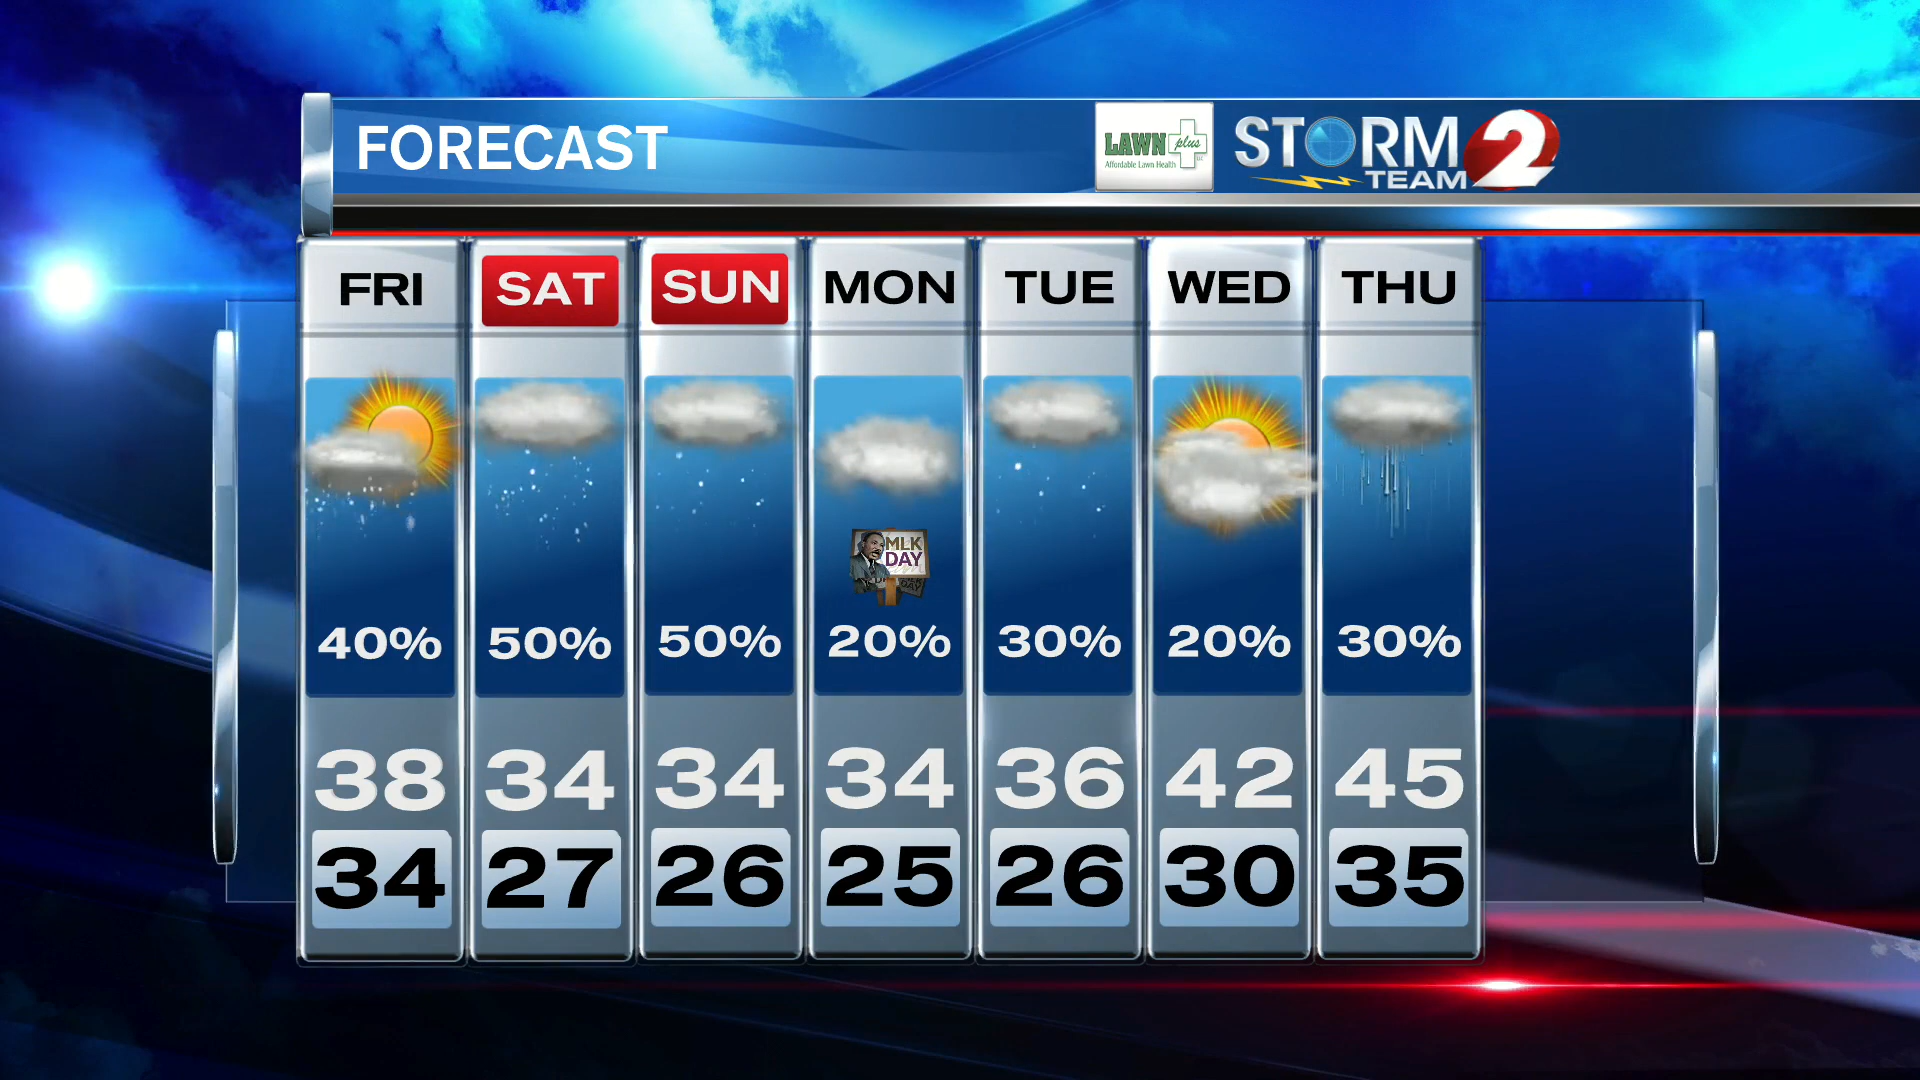 FORECAST
LAWN plus
Affordable Lawn Health
STORM
TEAM 2
FRI SAT SUN MON TUE WED THU
MLK
DAY
40% 50% 50% 20% 30% 20% 30%
38 34 34 34 36 42 45
34 27 26 25 26 30 35